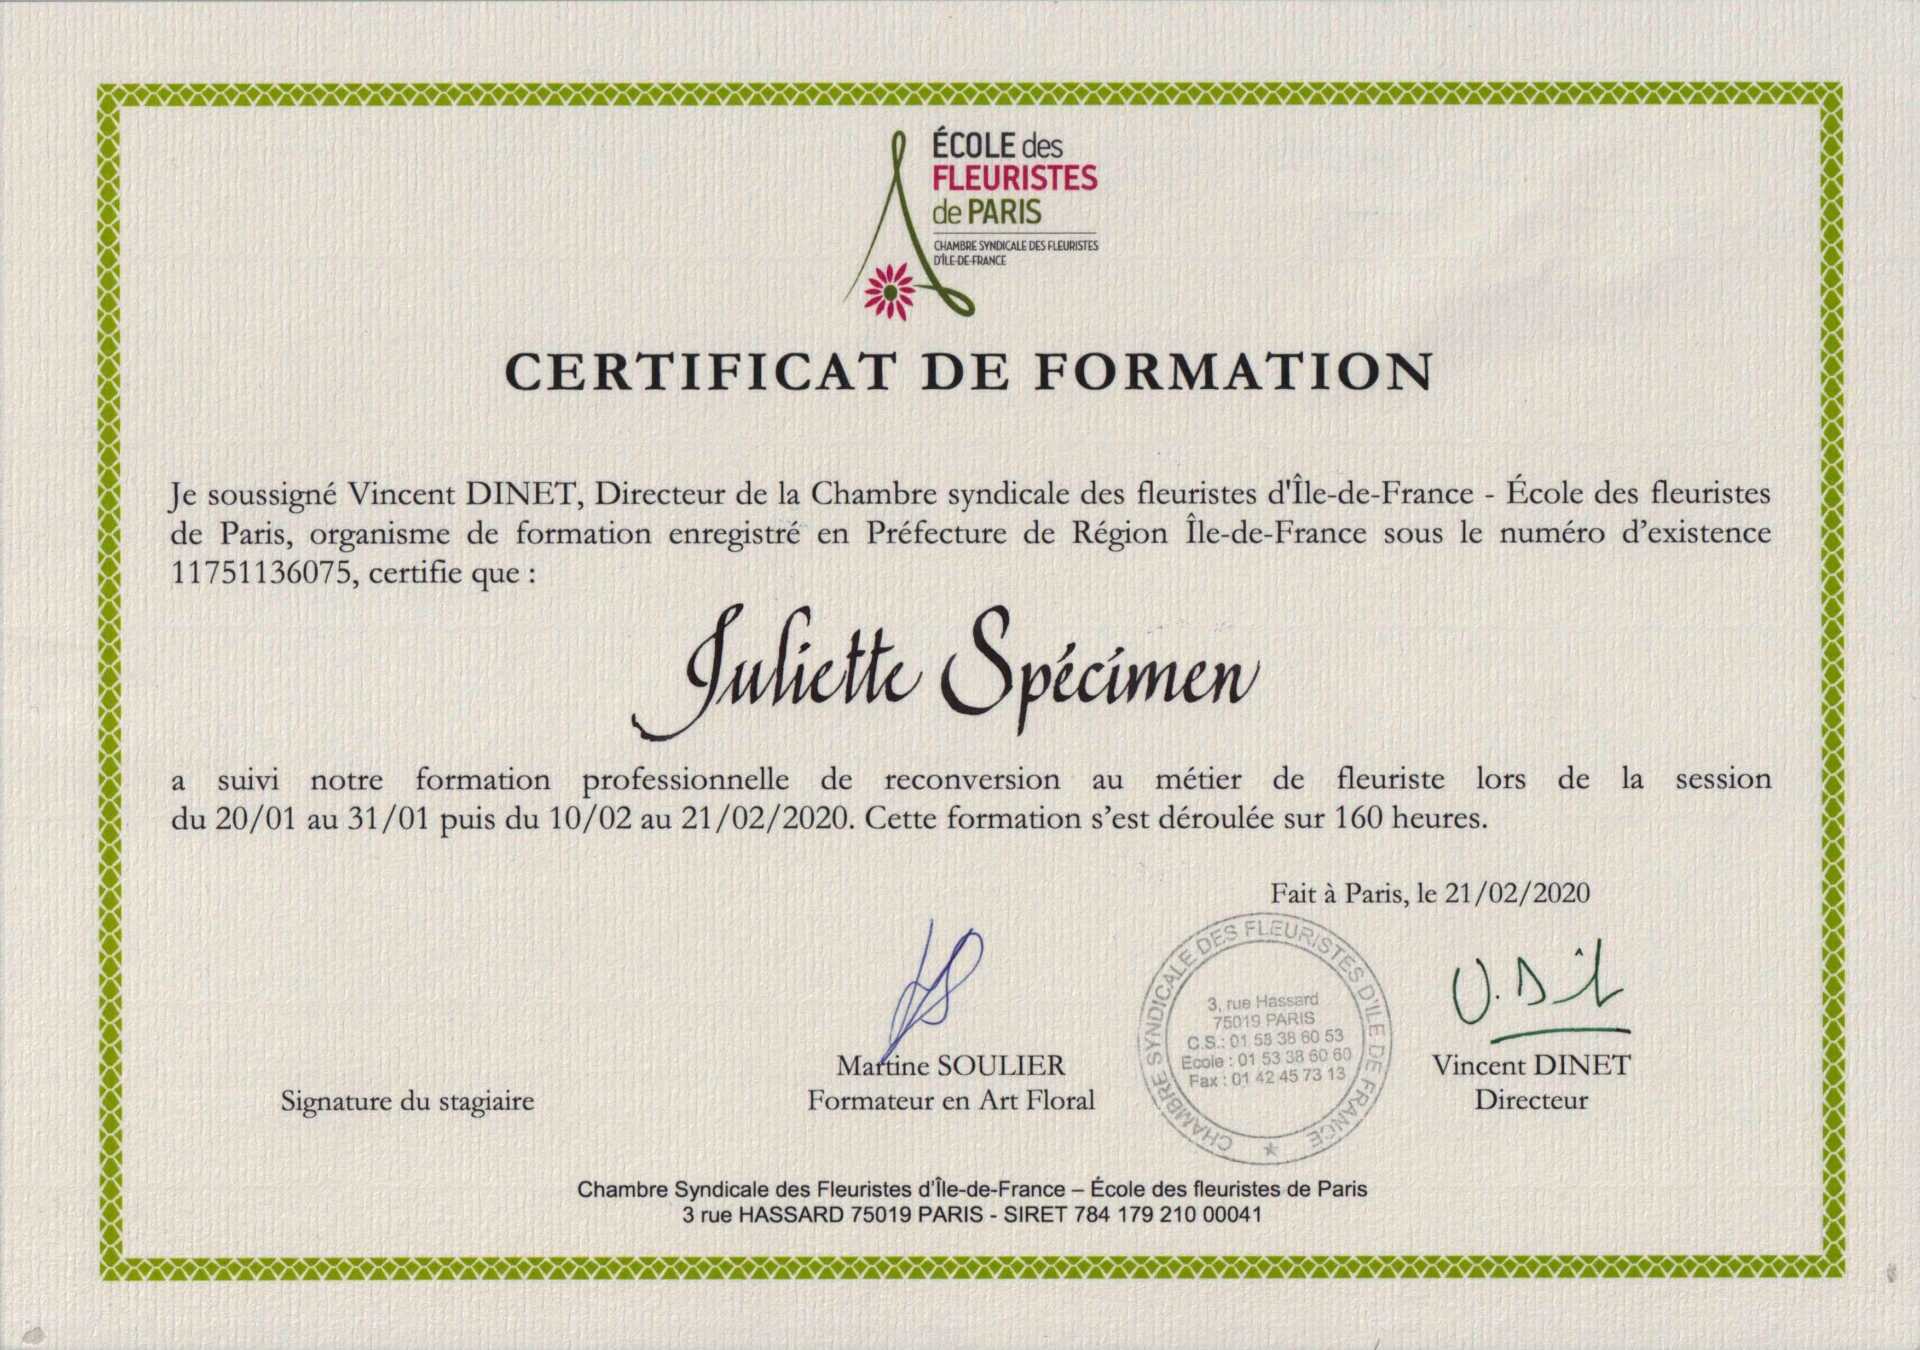 ÉCOLE des
FLEURISTES
de PARIS
CHAMBRE SYNDICALE DES FLEURISTES
D'ÎLE-DE-FRANCE
CERTIFICAT DE FORMATION
Je soussigné Vincent DINET, Directeur de la Chambre syndicale des fleuristes d'Île-de-France - École des fleuristes
de Paris, organisme de formation enregistré en Préfecture de Région Île-de-France sous le numéro d’existence
11751136075, certifie que :
Juliette Spécimen
a suivi notre formation professionnelle de reconversion au métier de fleuriste lors de la session
du 20/01 au 31/01 puis du 10/02 au 21/02/2020. Cette formation s’est déroulée sur 160 heures.
Fait à Paris, le 21/02/2020
CHAMBRE SYNDICALE DES FLEURISTES D'ILE DE FRANCE
3, rue Hassard
75019 PARIS
C.S.: 01 53 38 60 53
Ecole : 01 53 38 60 60
Fax : 01 42 45 73 13
V. Dinet
Martine SOULIER
Formateur en Art Floral
Vincent DINET
Directeur
Signature du stagiaire
Chambre Syndicale des Fleuristes d'Île-de-France – École des fleuristes de Paris
3 rue HASSARD 75019 PARIS - SIRET 784 179 210 00041